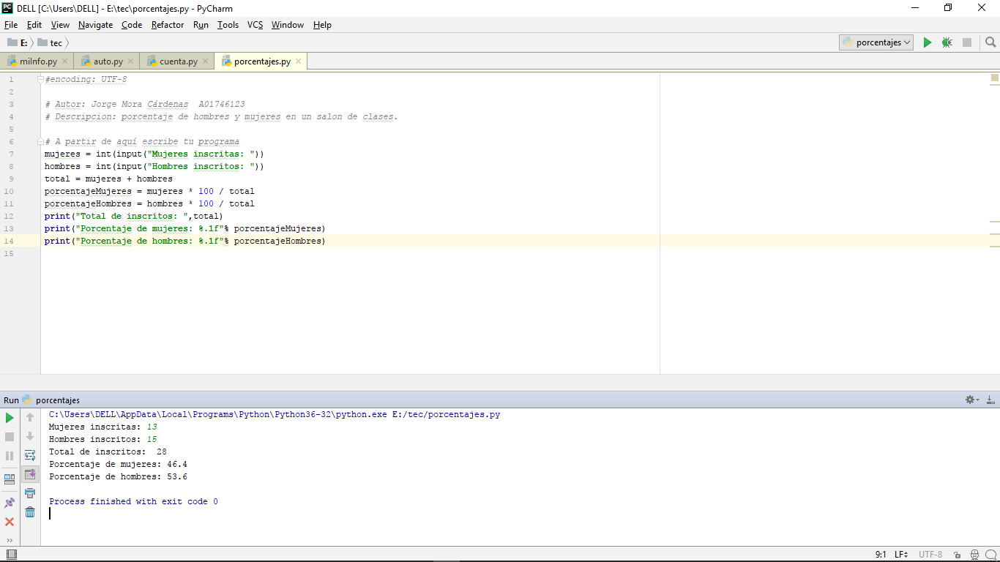 DELL [C:\Users\DELL] - E:\tec\porcentajes.py - PyCharm
File Edit View Navigate Code Refactor Run Tools VCS Window Help
E: tec porcentajes
miInfo.py auto.py cuenta.py porcentajes.py
1 #encoding: UTF-8
2
3 # Autor: Jorge Mora Cárdenas  A01746123
4 # Descripcion: porcentaje de hombres y mujeres en un salon de clases.
5
6 # A partir de aquí escribe tu programa
7 mujeres = int(input("Mujeres inscritas: "))
8 hombres = int(input("Hombres inscritos: "))
9 total = mujeres + hombres
10 porcentajeMujeres = mujeres * 100 / total
11 porcentajeHombres = hombres * 100 / total
12 print("Total de inscritos: ",total)
13 print("Porcentaje de mujeres: %.1f"% porcentajeMujeres)
14 print("Porcentaje de hombres: %.1f"% porcentajeHombres)
15
Run porcentajes
C:\Users\DELL\AppData\Local\Programs\Python\Python36-32\python.exe E:/tec/porcentajes.py
Mujeres inscritas: 13
Hombres inscritos: 15
Total de inscritos:  28
Porcentaje de mujeres: 46.4
Porcentaje de hombres: 53.6
Process finished with exit code 0
9:1 LF UTF-8